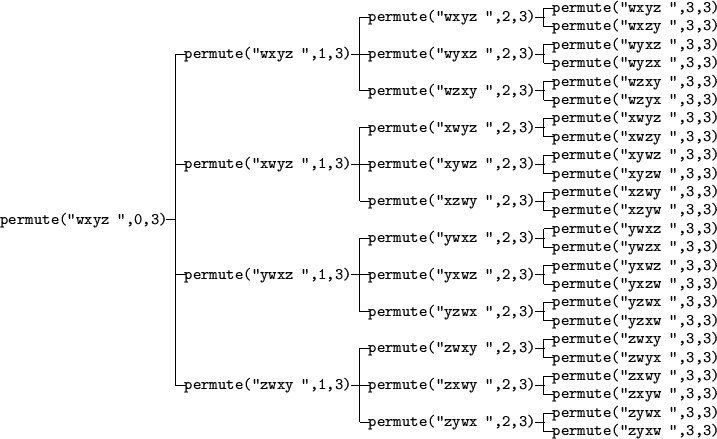 permute("wxyz ",0,3)
permute("wxyz ",1,3)
permute("wxyz ",2,3)
permute("wxyz ",3,3)
permute("wxzy ",3,3)
permute("wyxz ",2,3)
permute("wyxz ",3,3)
permute("wyzx ",3,3)
permute("wzxy ",2,3)
permute("wzxy ",3,3)
permute("wzyx ",3,3)
permute("xwyz ",1,3)
permute("xwyz ",2,3)
permute("xwyz ",3,3)
permute("xwzy ",3,3)
permute("xywz ",2,3)
permute("xywz ",3,3)
permute("xyzw ",3,3)
permute("xzwy ",2,3)
permute("xzwy ",3,3)
permute("xzyw ",3,3)
permute("ywxz ",1,3)
permute("ywxz ",2,3)
permute("ywxz ",3,3)
permute("ywzx ",3,3)
permute("yxwz ",2,3)
permute("yxwz ",3,3)
permute("yxzw ",3,3)
permute("yzwx ",2,3)
permute("yzwx ",3,3)
permute("yzxw ",3,3)
permute("zwxy ",1,3)
permute("zwxy ",2,3)
permute("zwxy ",3,3)
permute("zwyx ",3,3)
permute("zxwy ",2,3)
permute("zxwy ",3,3)
permute("zxyw ",3,3)
permute("zywx ",2,3)
permute("zywx ",3,3)
permute("zyxw ",3,3)